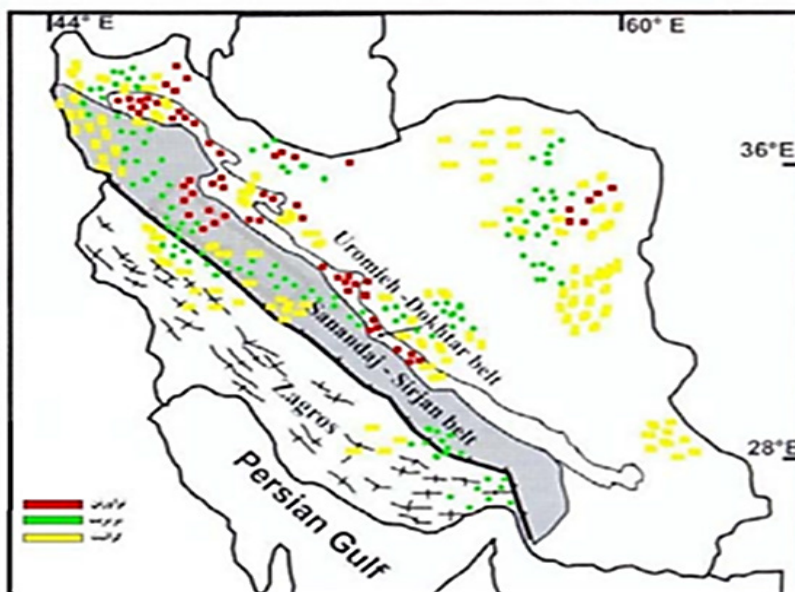 44° E
60° E
36°E
28°E
Uromieh -Dokhtar belt
Sanandaj - Sirjan belt
Zagros
Persian Gulf